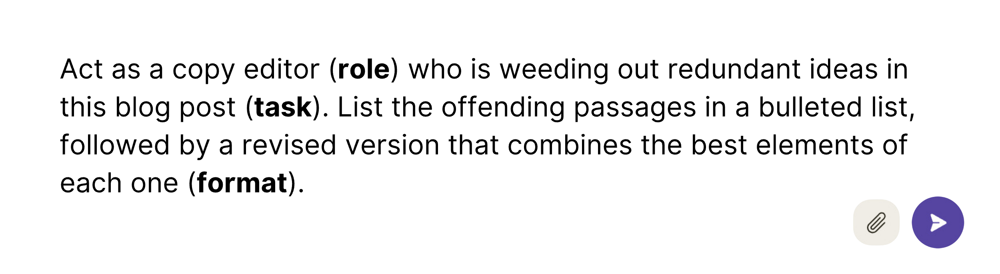 Act as a copy editor (role) who is weeding out redundant ideas in
this blog post (task). List the offending passages in a bulleted list,
followed by a revised version that combines the best elements of
each one (format).